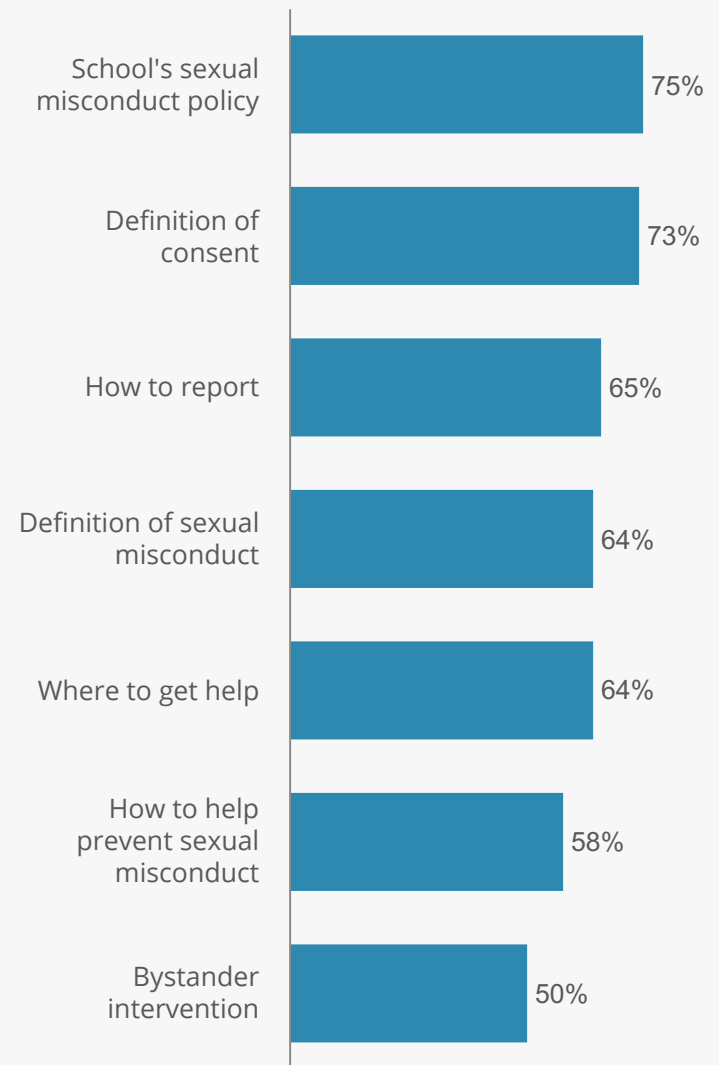 School's sexual
misconduct policy
75%
Definition of
consent
73%
How to report
65%
Definition of sexual
misconduct
64%
Where to get help
64%
How to help
prevent sexual
misconduct
58%
Bystander
intervention
50%